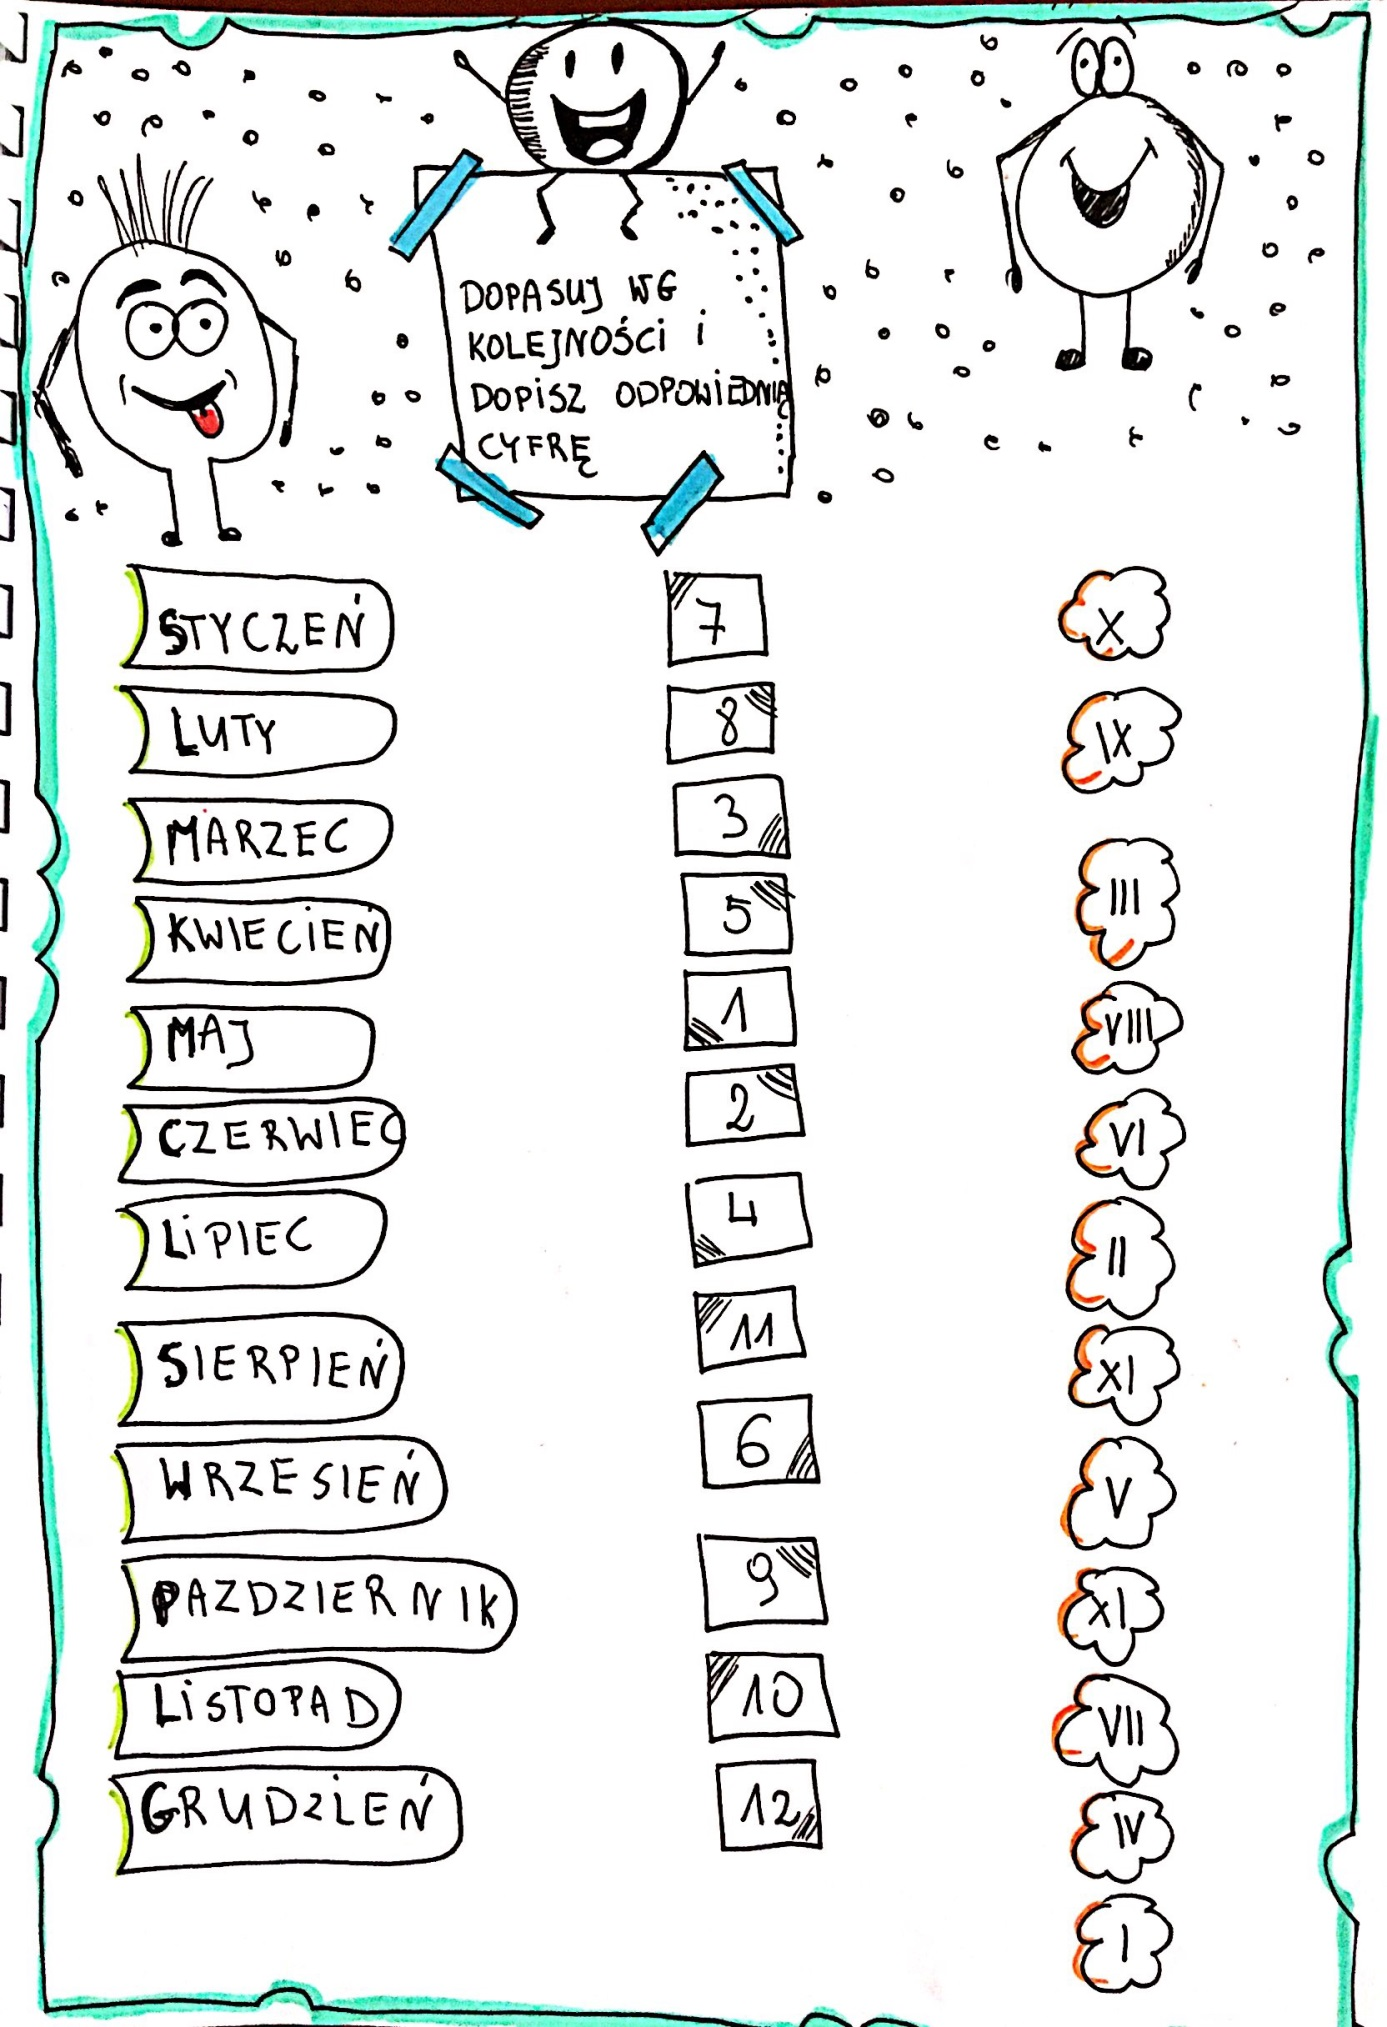 DOPASUJ WG
KOLEJNOŚCI I
DOPISZ ODPOWIEDNIĄ
CYFRĘ
STYCZEŃ 7 X
LUTY 8 IX
MARZEC 3 III
KWIECIEŃ 5 VIII
MAJ 1 VI
CZERWIEC 2 II
LIPIEC 4 XI
SIERPIEŃ 11 V
WRZESIEŃ 6 XI
PAZDZIERNIK 9 VII
LISTOPAD 10 IV
GRUDZIEŃ 12 I